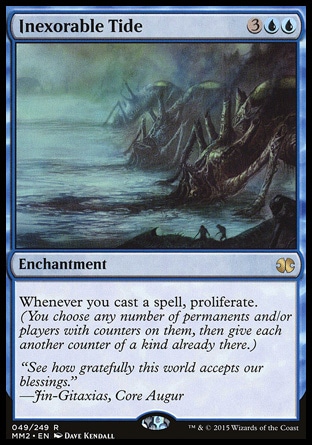 Inexorable Tide 3
Enchantment
Whenever you cast a spell, proliferate.
(You choose any number of permanents and/or
players with counters on them, then give each
another counter of a kind already there.)
“See how gratefully this world accepts our
blessings.”
—Jin-Gitaxias, Core Augur
049/249 R
MM2 • EN Dave Kendall ™ & © 2015 Wizards of the Coast